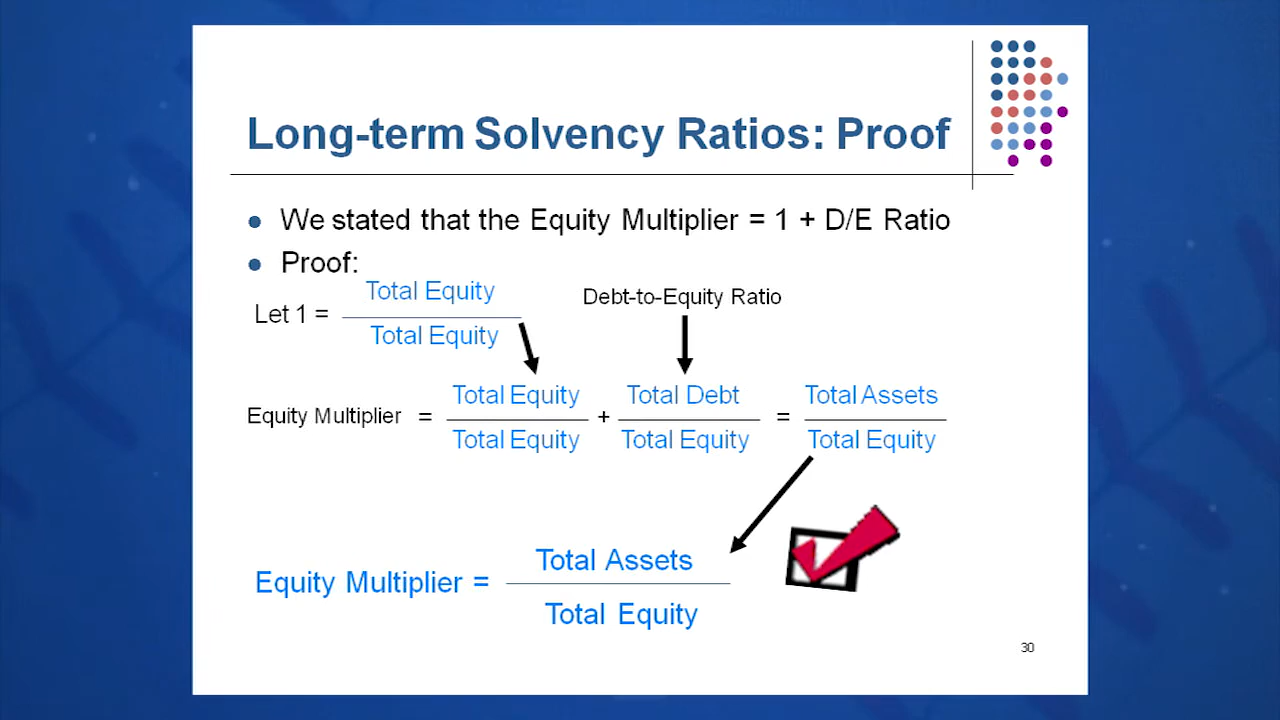 Long-term Solvency Ratios: Proof
We stated that the Equity Multiplier = 1 + D/E Ratio
Proof:
Let 1 =
Total Equity
Total Equity
Debt-to-Equity Ratio
Equity Multiplier =
Total Equity
Total Equity
+
Total Debt
Total Equity
=
Total Assets
Total Equity
Equity Multiplier =
Total Assets
Total Equity
30